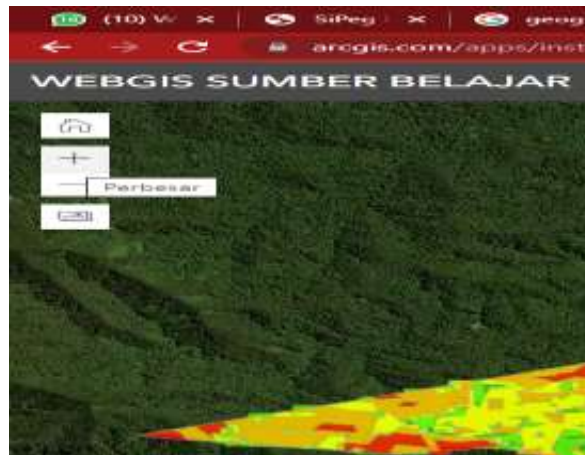 (10) W
SiPeg
geog
arcgis.com/apps/inst
WEBGIS SUMBER BELAJAR
Perbesar